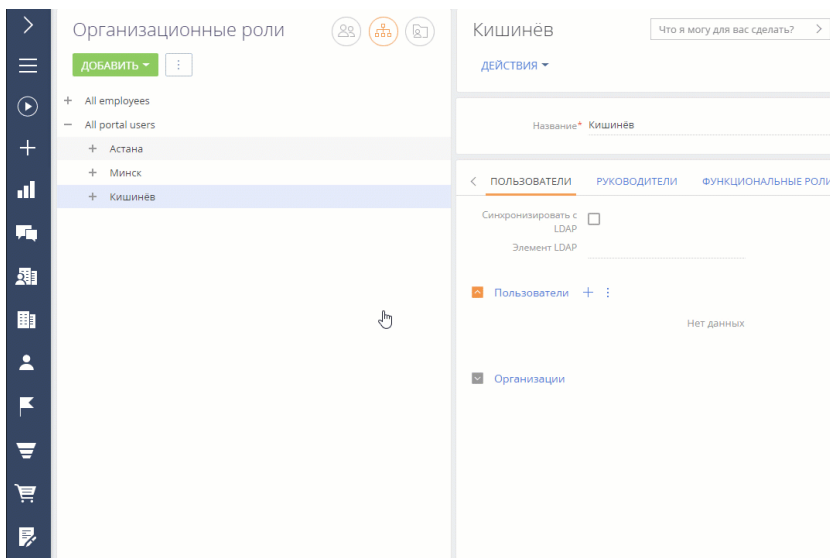 Организационные роли
ДОБАВИТЬ
All employees
All portal users
Астана
Минск
Кишинёв
Кишинёв
Что я могу для вас сделать?
ДЕЙСТВИЯ
Название* Кишинёв
ПОЛЬЗОВАТЕЛИ РУКОВОДИТЕЛИ ФУНКЦИОНАЛЬНЫЕ РОЛИ
Синхронизировать с
LDAP
Элемент LDAP
Пользователи
Нет данных
Организации